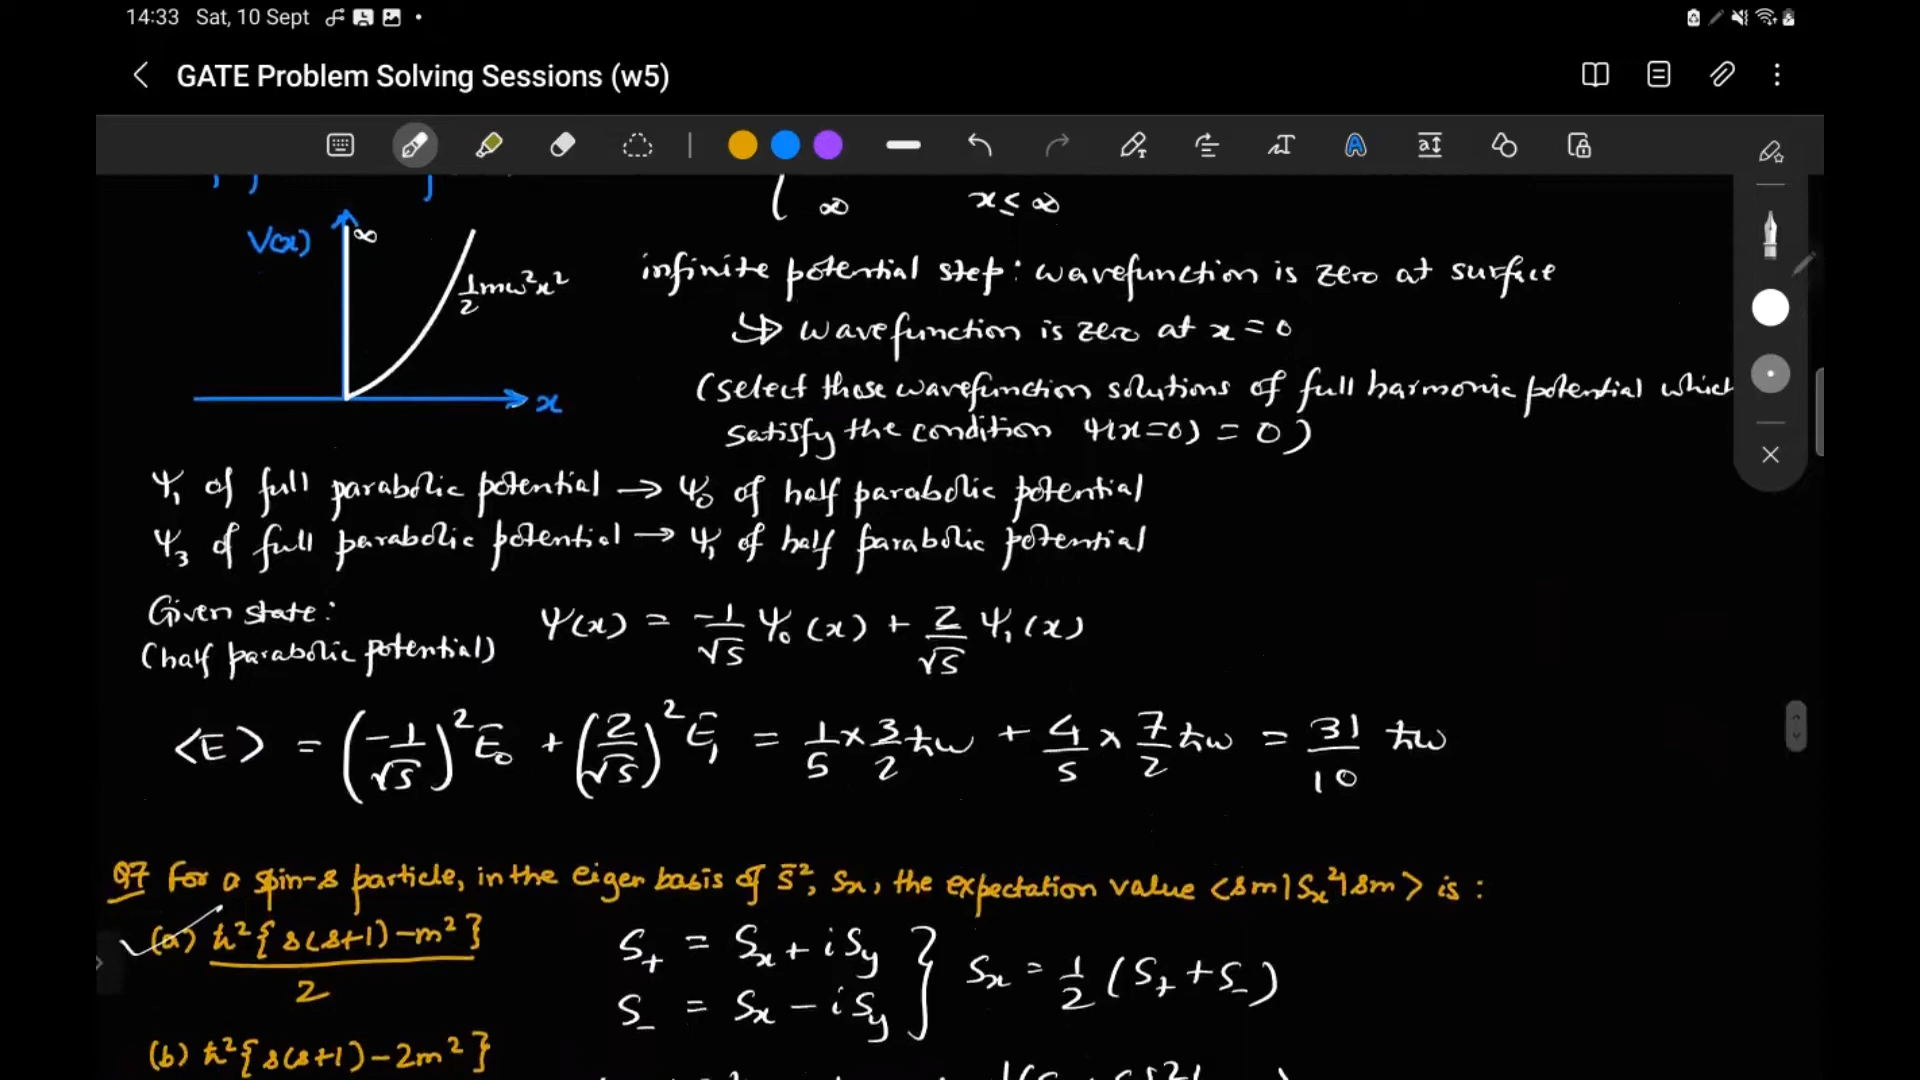 14:33 Sat, 10 Sept
GATE Problem Solving Sessions (w5)
∞ x ≤ ∞
V(x) ∞
1/2 mω²x²
infinite potential step: wavefunction is zero at surface
↳ wavefunction is zero at x = 0
(select those wavefunction solutions of full harmonic potential which
satisfy the condition Ψ(x=0) = 0)
x
Ψ₁ of full parabolic potential → Ψ₀ of half parabolic potential
Ψ₃ of full parabolic potential → Ψ₁ of half parabolic potential
Given state: Ψ(x) = -1/√5 Ψ₀(x) + 2/√5 Ψ₁(x)
(half parabolic potential)
<E> = (-1/√5)² E₀ + (2/√5)² E₁ = 1/5 × 3/2 ħω + 4/5 × 7/2 ħω = 31/10 ħω
Q7 For a spin-s particle, in the eigen basis of S̄², Sx, the expectation value <sm|Sx²|sm> is :
(a) ħ²{s(s+1)-m²}/2
S₊ = Sx + iSy
S₋ = Sx - iSy } Sx = 1/2 (S₊ + S₋)
(b) ħ²{s(s+1)-2m²}